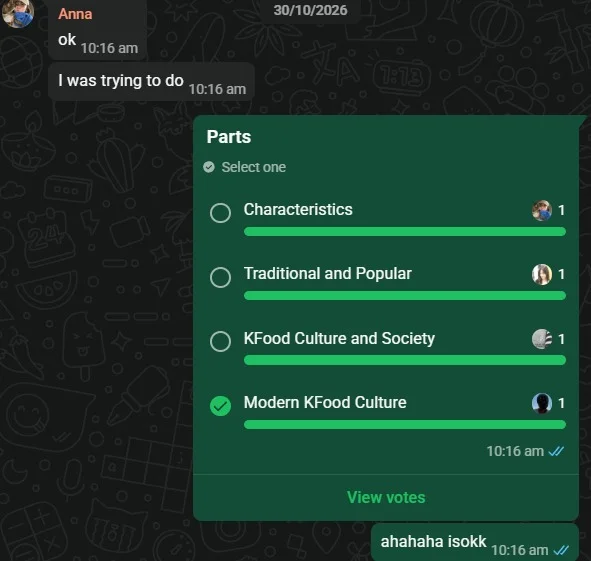 30/10/2026
Anna
ok 10:16 am
I was trying to do 10:16 am
Parts
Select one
Characteristics 1
Traditional and Popular 1
KFood Culture and Society 1
Modern KFood Culture 1
10:16 am
View votes
ahahaha isokk 10:16 am